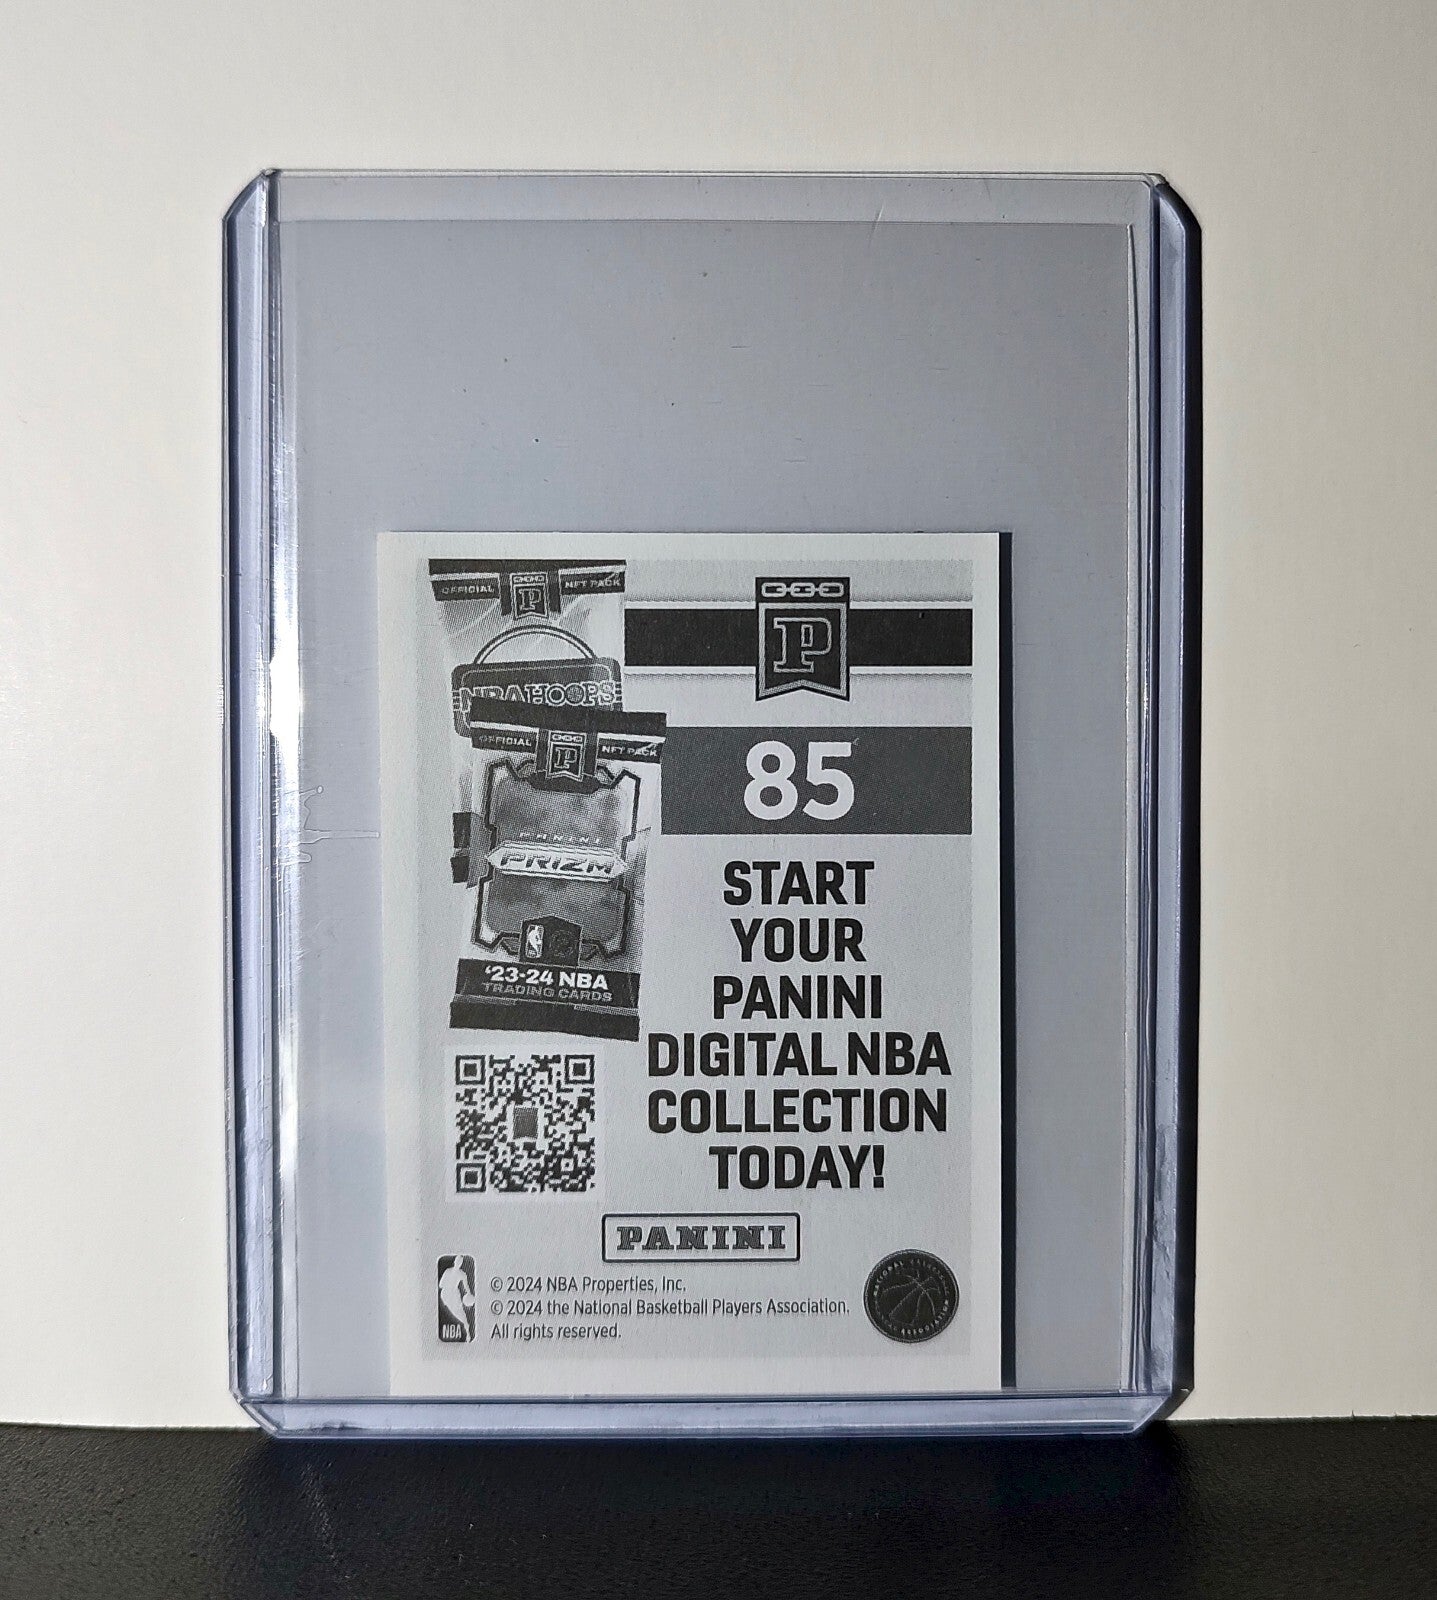 OFFICIAL P NFT PACK
NBA HOOPS
OFFICIAL P NFT PACK
PANINI
PRIZM
'23-24 NBA
TRADING CARDS
P
85
START
YOUR
PANINI
DIGITAL NBA
COLLECTION
TODAY!
PANINI
NBA
© 2024 NBA Properties, Inc.
© 2024 the National Basketball Players Association.
All rights reserved.